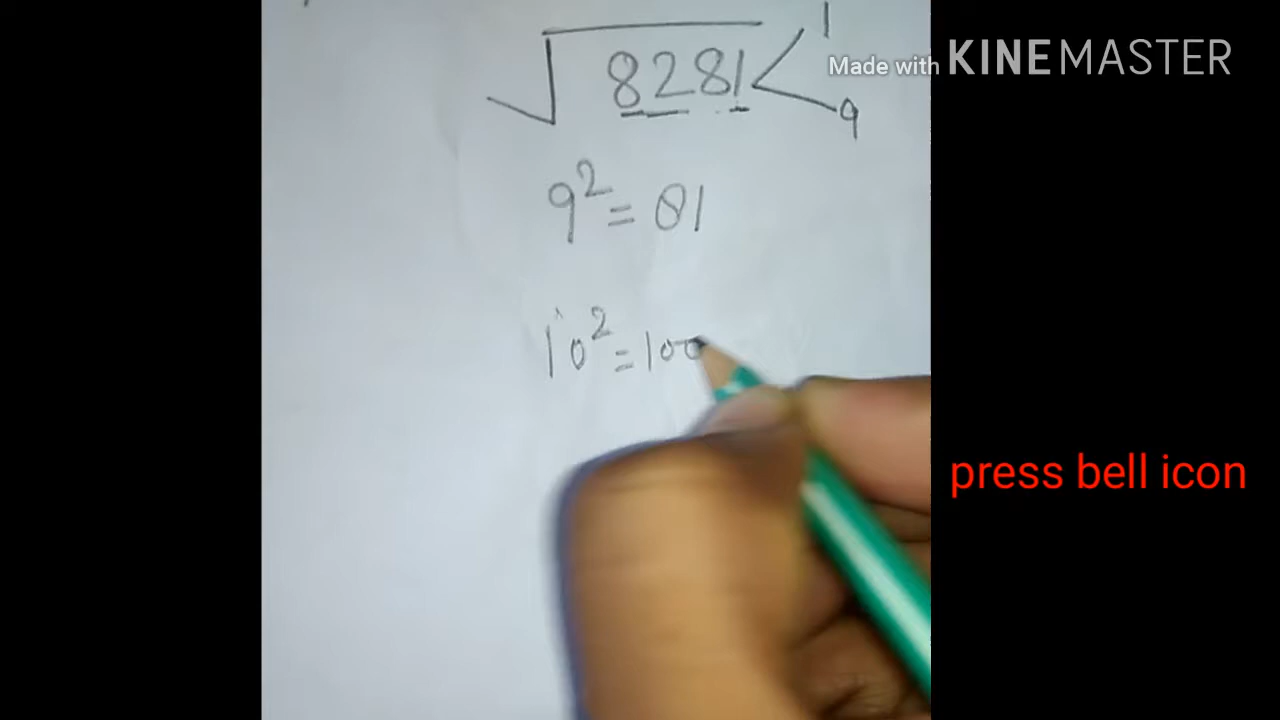 √8281 < 1
9
Made with KINEMASTER
9² = 81
10² = 100
press bell icon